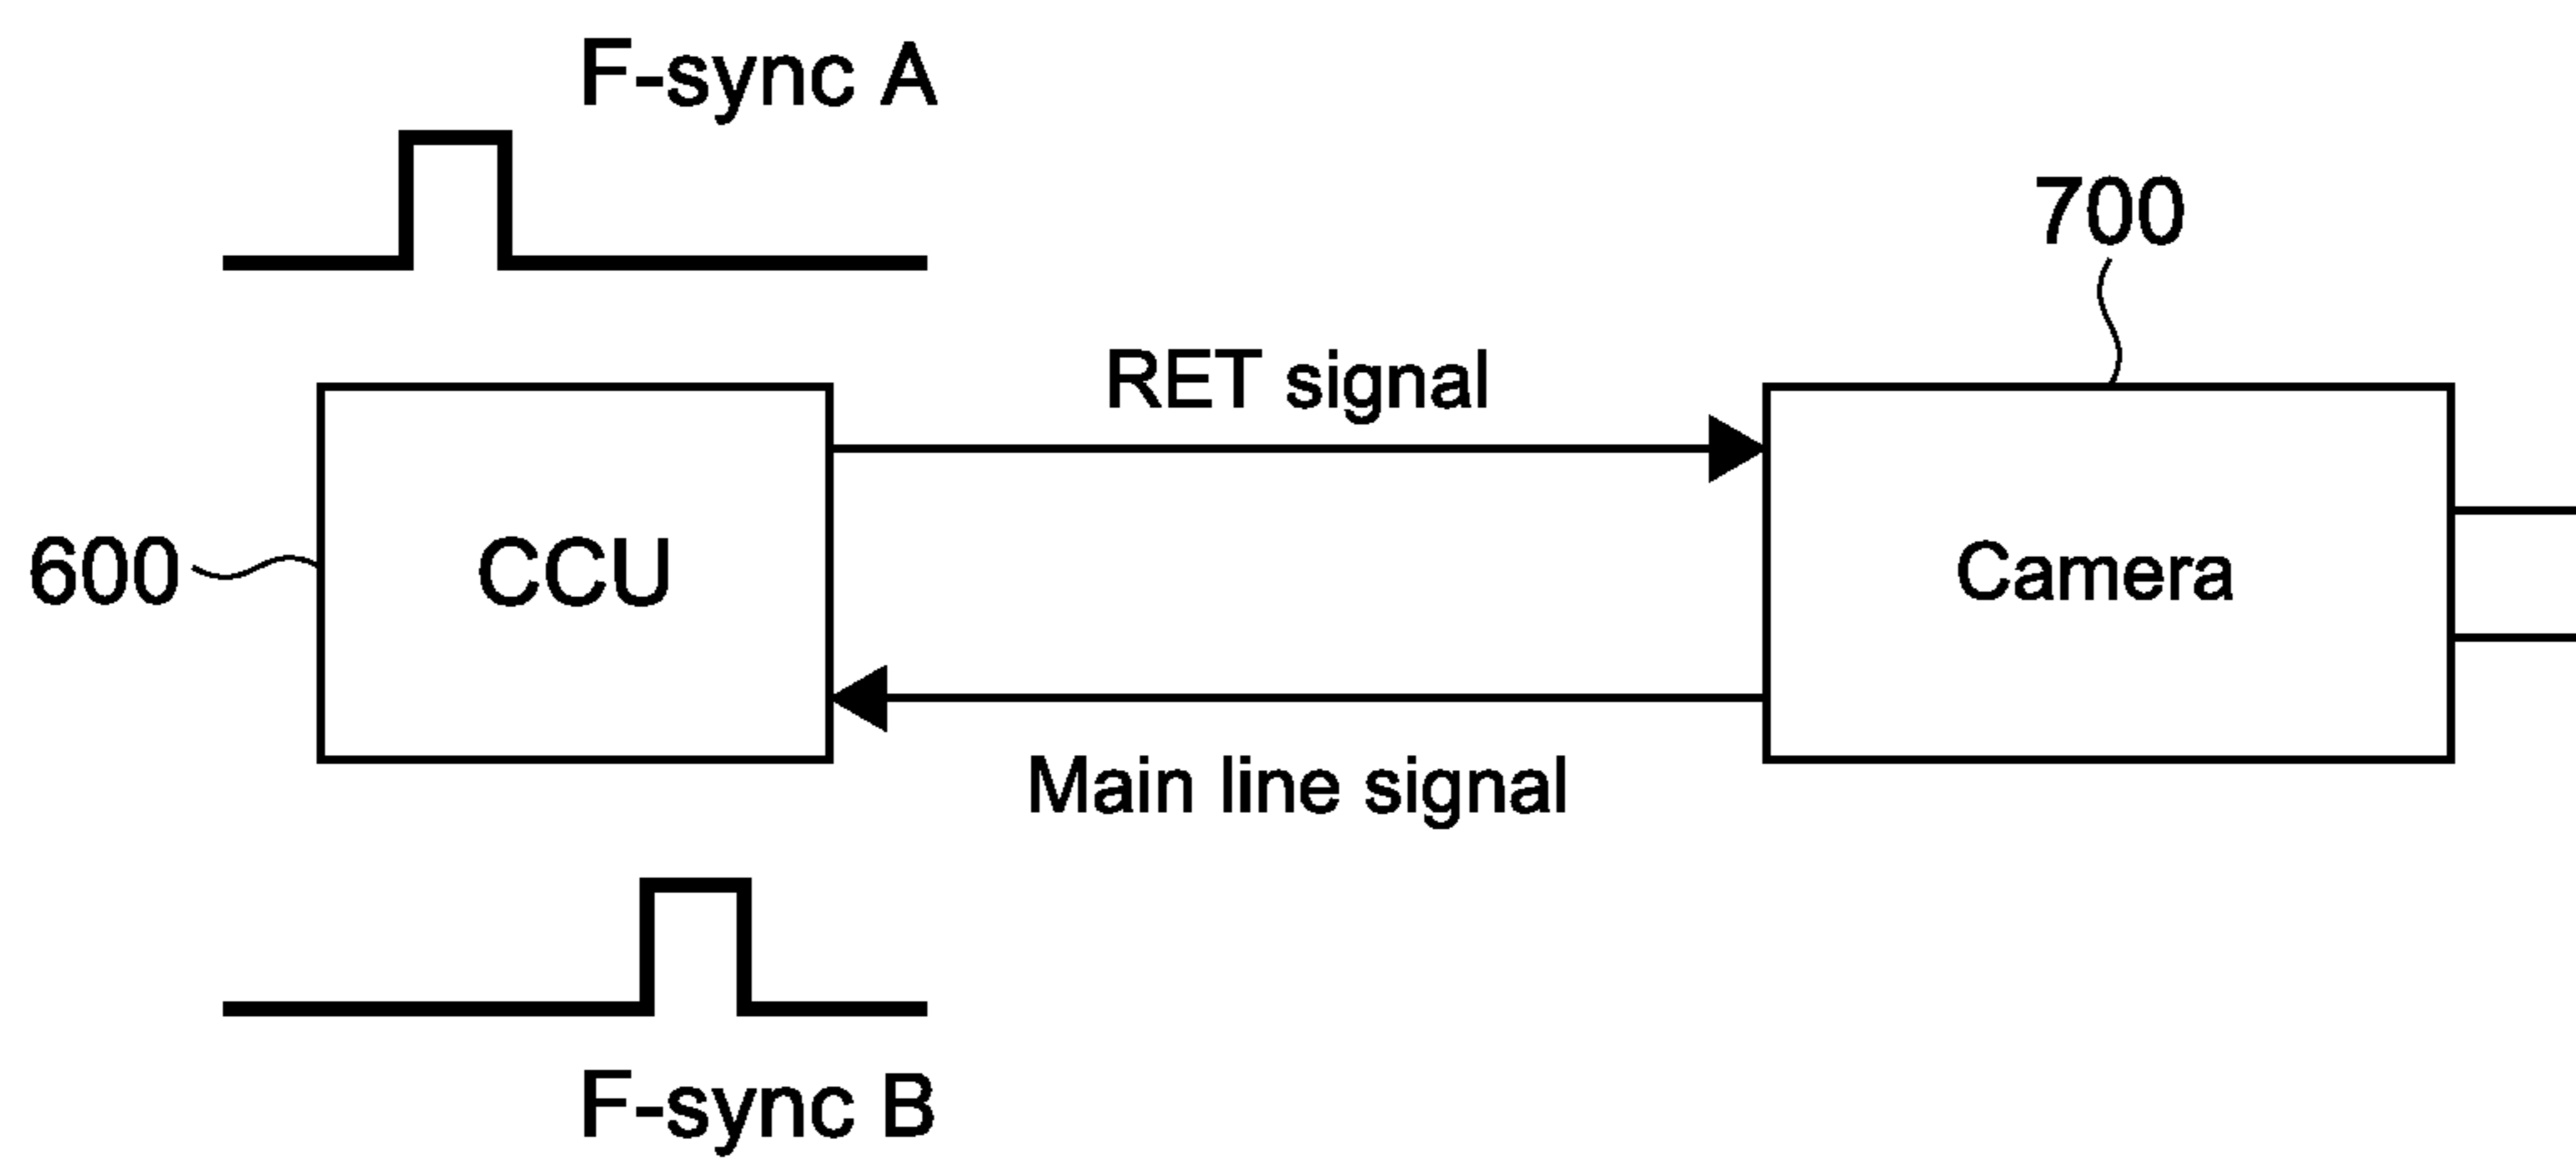 F-sync A
700
RET signal
600
CCU
Camera
Main line signal
F-sync B